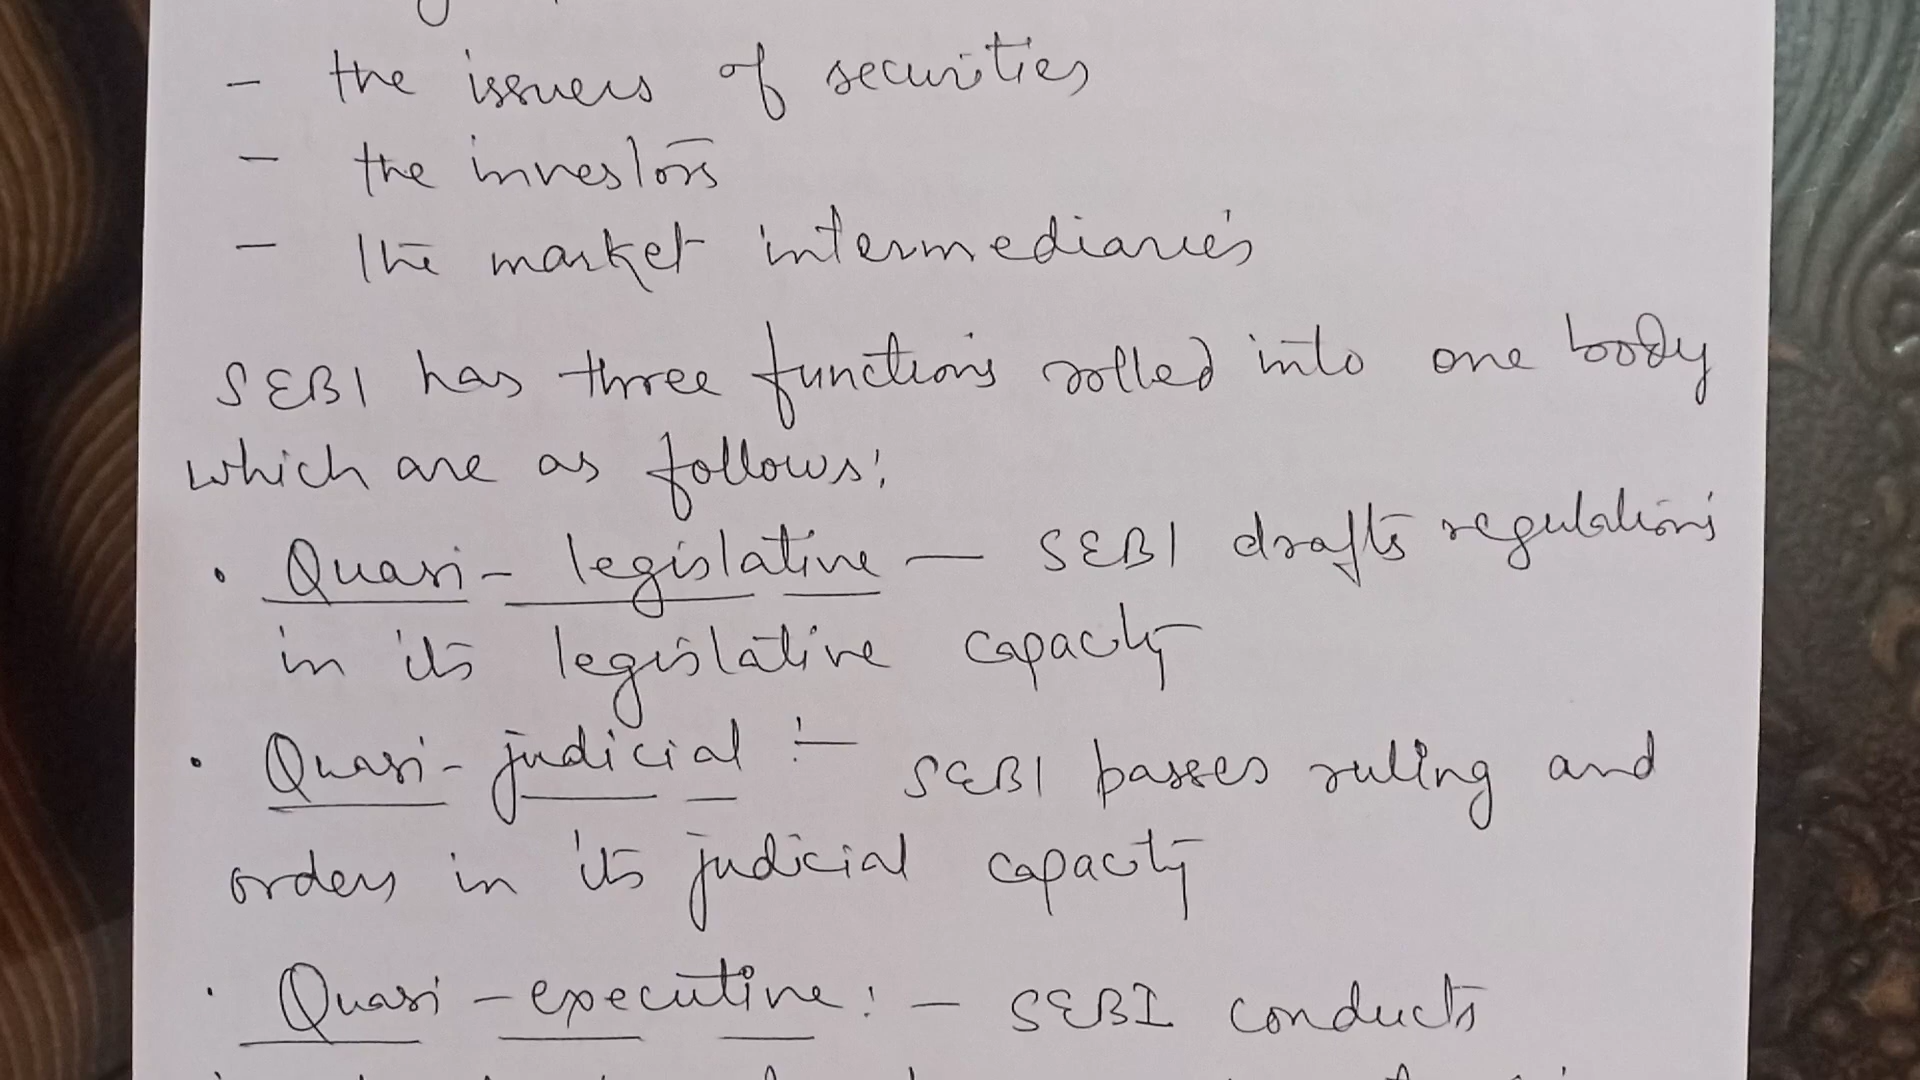 - the issuers of securities
- the investors
- the market intermediaries
SEBI has three functions rolled into one body
which are as follows:
• Quasi-legislative — SEBI drafts regulations
in its legislative capacity
• Quasi-judicial :- SEBI passes ruling and
orders in its judicial capacity
• Quasi-executive :- SEBI conducts